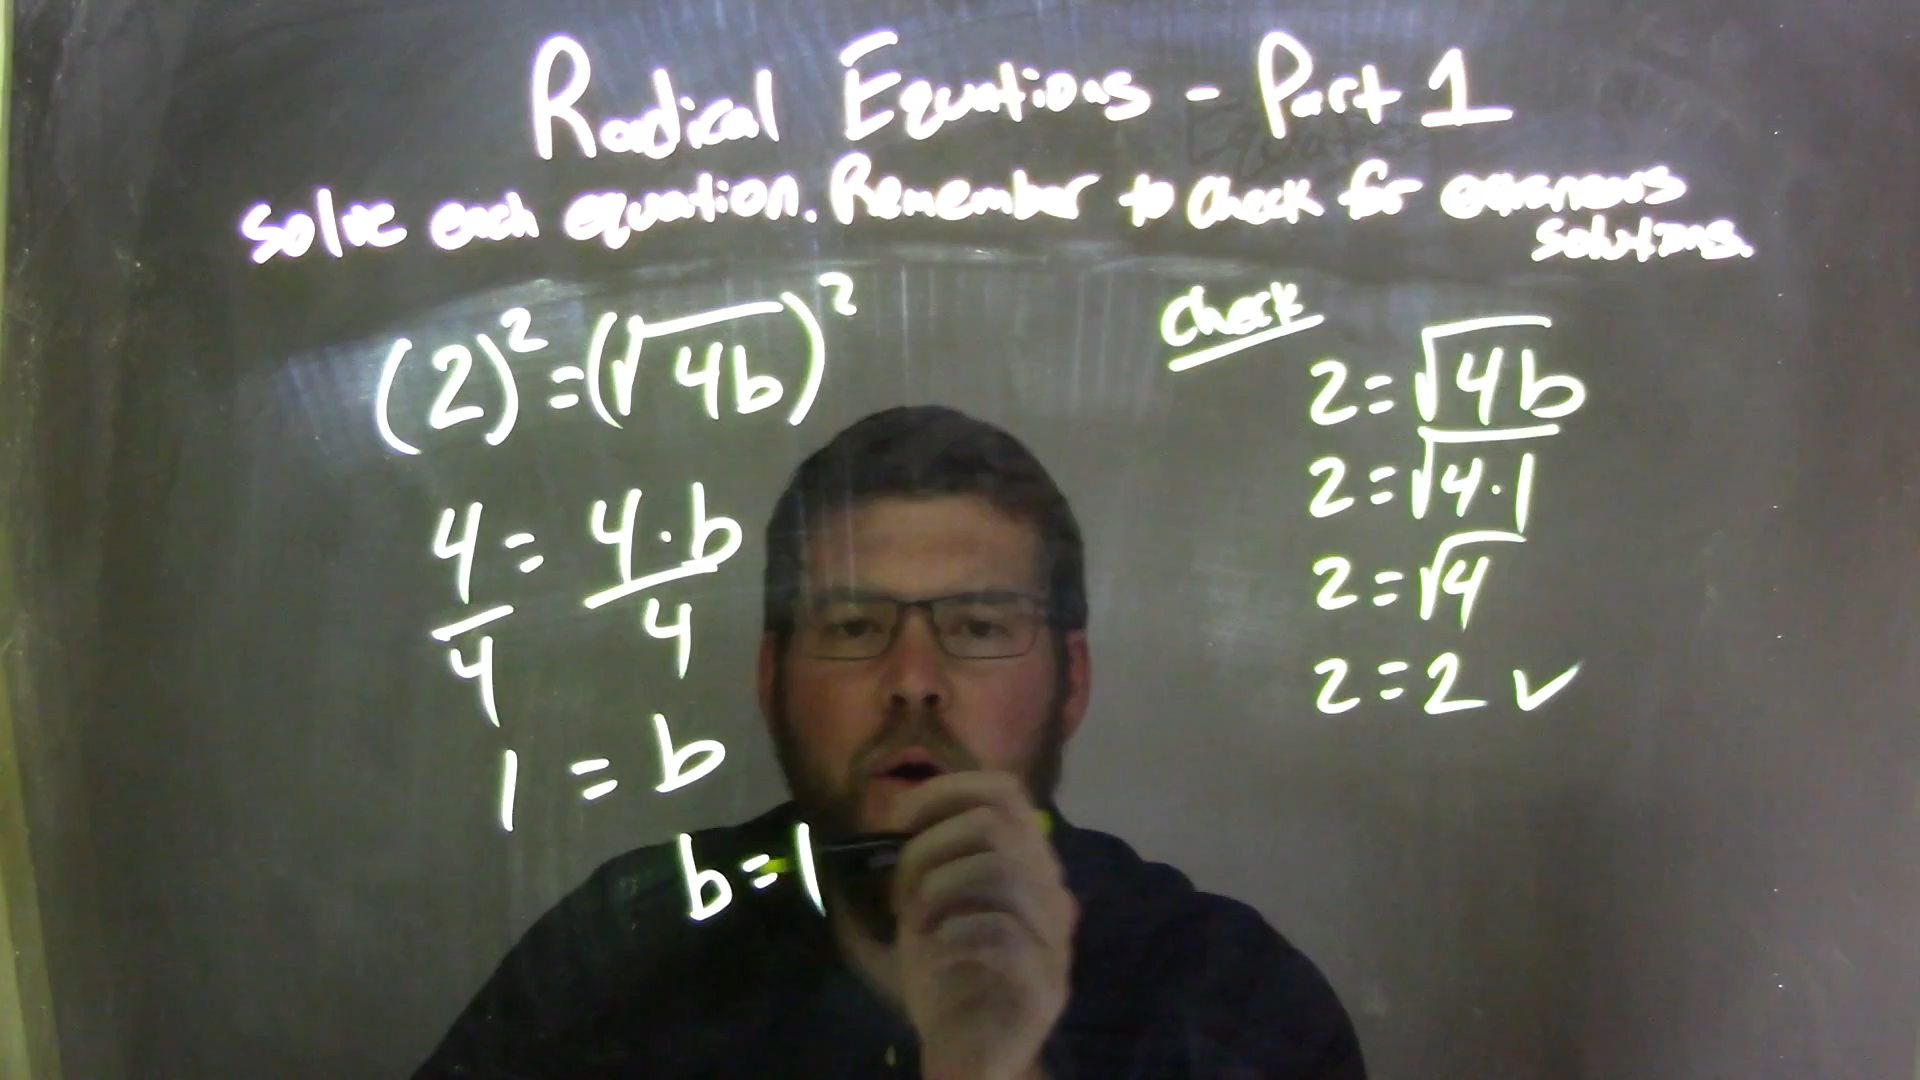 Radical Equations - Part 1
Solve each equation. Remember to check for extraneous
solutions.
(2)² = (√4b)²
4 = 4·b
4 4
1 = b
b = 1
Check
2 = √4b
2 = √4·1
2 = √4
2 = 2 ✓